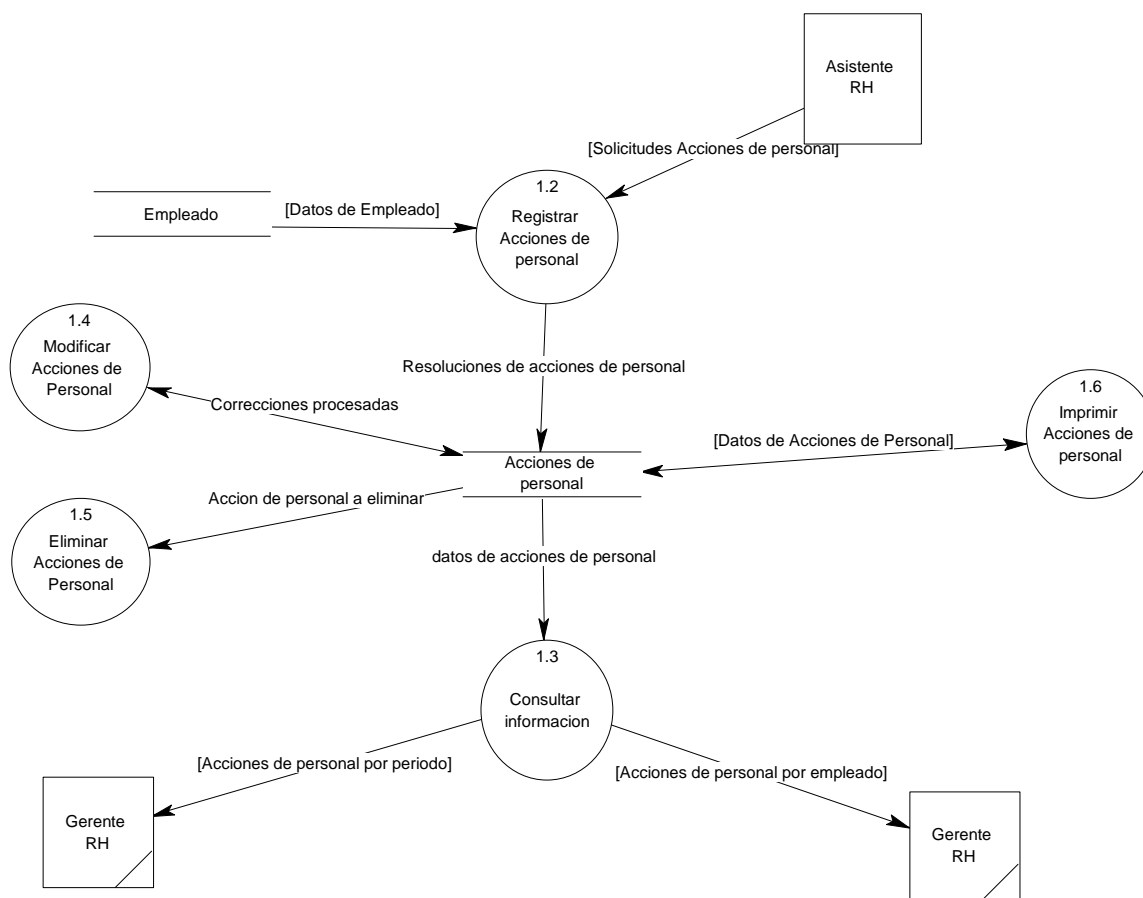 Asistente
RH
[Solicitudes Acciones de personal]
1.2
Registrar
Acciones de
personal
Empleado
[Datos de Empleado]
1.4
Modificar
Acciones de
Personal
Resoluciones de acciones de personal
Correcciones procesadas
1.6
Imprimir
Acciones de
personal
[Datos de Acciones de Personal]
Acciones de
personal
Accion de personal a eliminar
1.5
Eliminar
Acciones de
Personal
datos de acciones de personal
1.3
Consultar
informacion
[Acciones de personal por periodo]
[Acciones de personal por empleado]
Gerente
RH
Gerente
RH